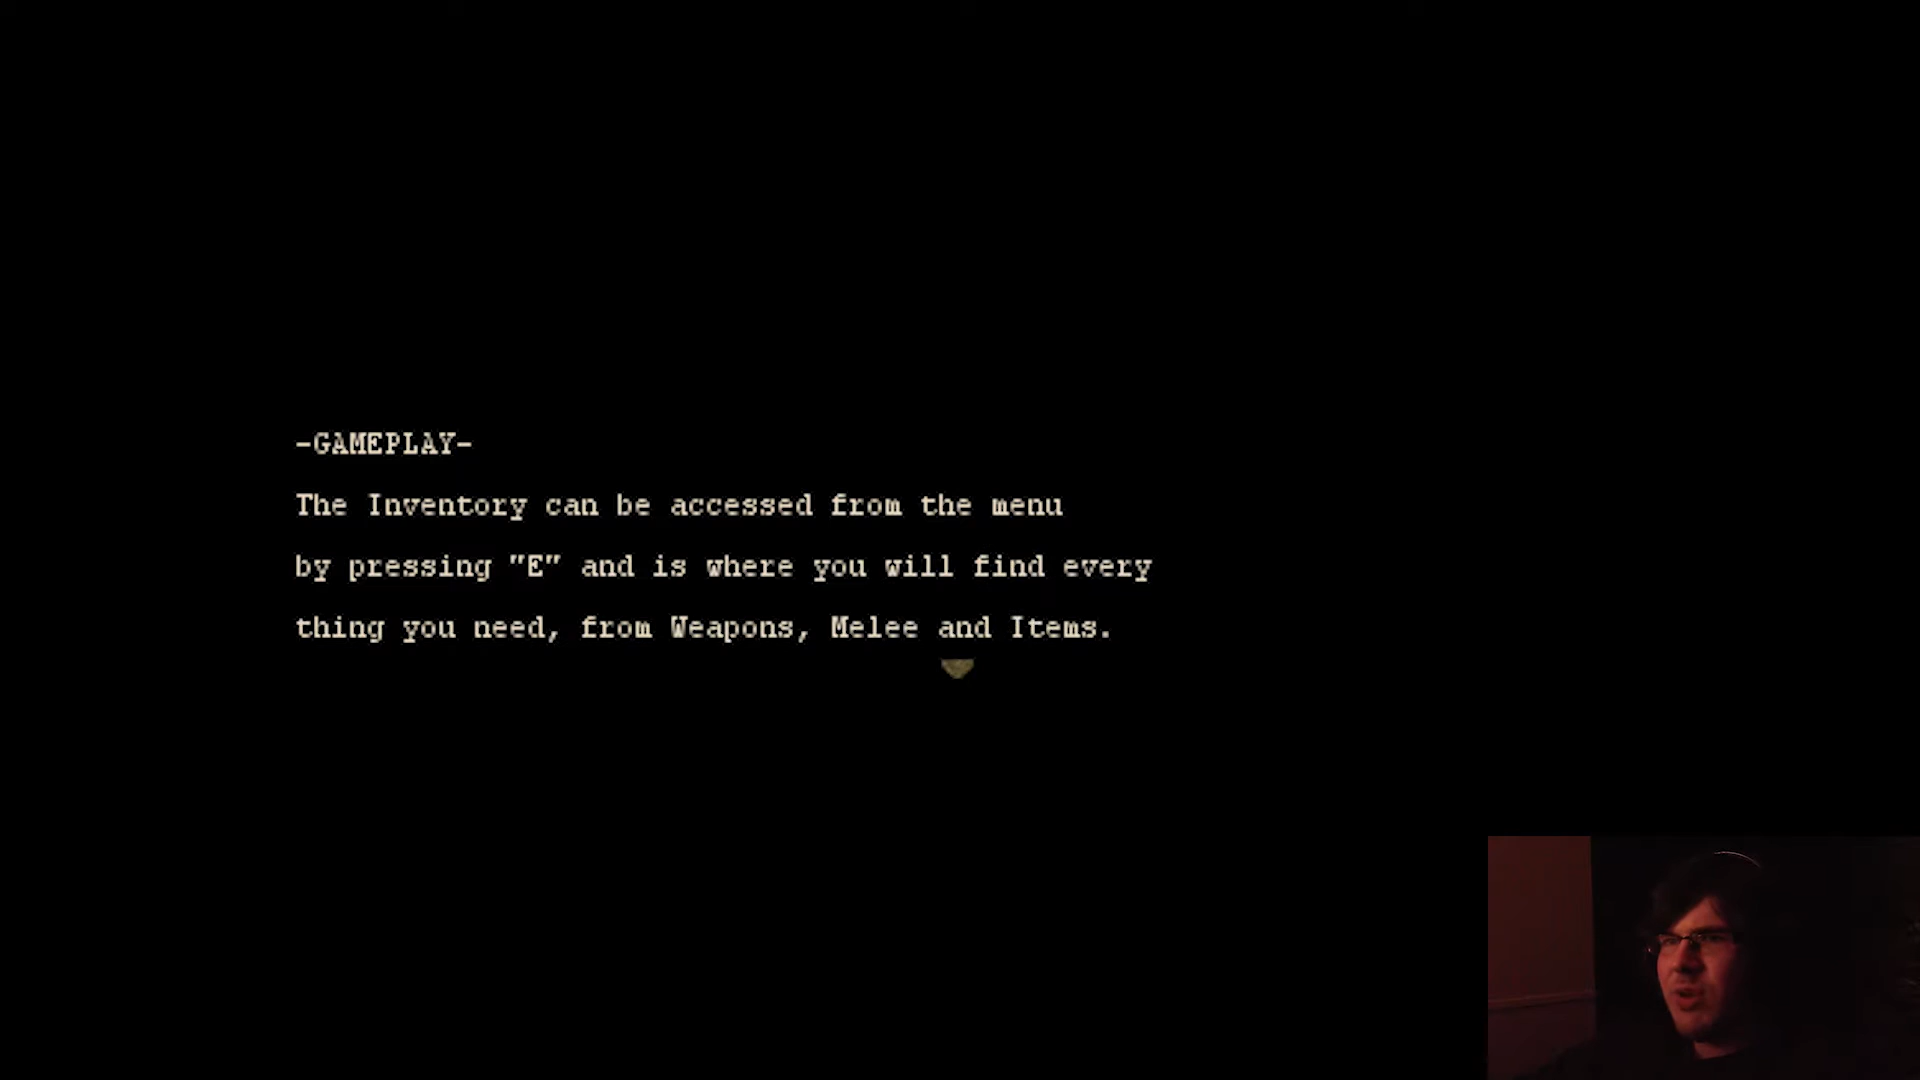 -GAMEPLAY-
The Inventory can be accessed from the menu
by pressing "E" and is where you will find every
thing you need, from Weapons, Melee and Items.